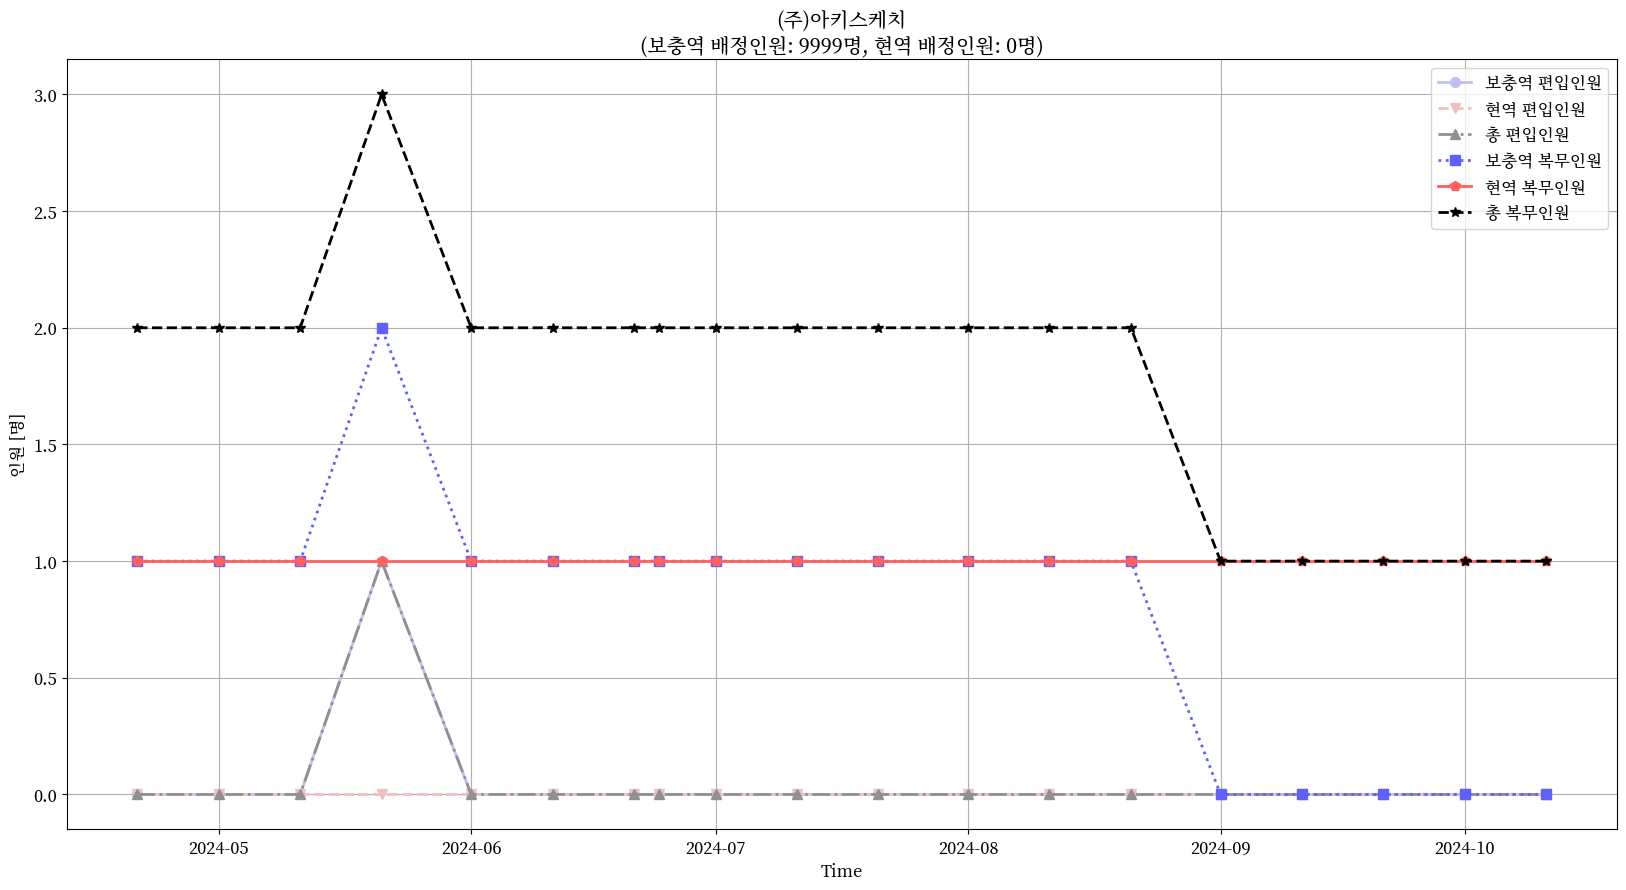 (주)아키스케치
(보충역 배정인원: 9999명, 현역 배정인원: 0명)
보충역 편입인원
현역 편입인원
총 편입인원
보충역 복무인원
현역 복무인원
총 복무인원
인원 [명]
3.0
2.5
2.0
1.5
1.0
0.5
0.0
2024-05
2024-06
2024-07
2024-08
2024-09
2024-10
Time